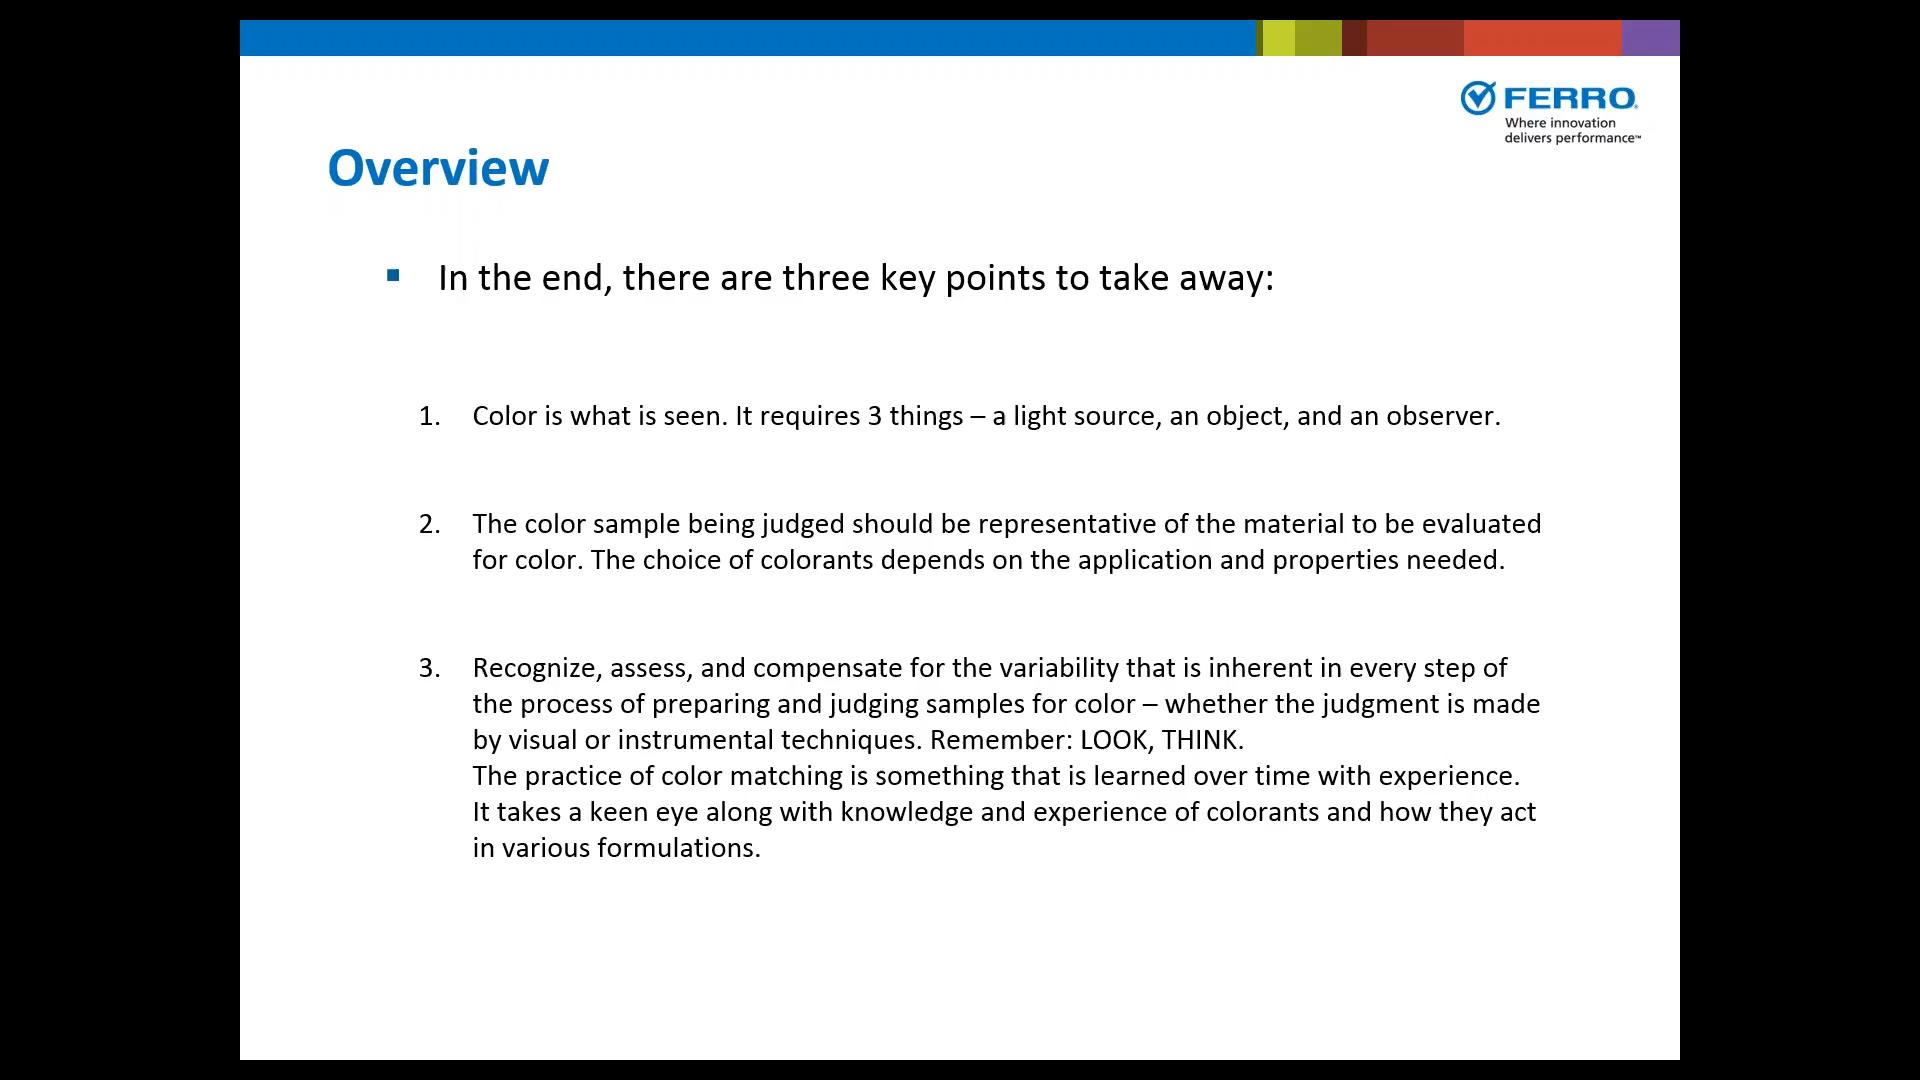 FERRO
Where innovation
delivers performance™
Overview
▪ In the end, there are three key points to take away:
1. Color is what is seen. It requires 3 things – a light source, an object, and an observer.
2. The color sample being judged should be representative of the material to be evaluated
for color. The choice of colorants depends on the application and properties needed.
3. Recognize, assess, and compensate for the variability that is inherent in every step of
the process of preparing and judging samples for color – whether the judgment is made
by visual or instrumental techniques. Remember: LOOK, THINK.
The practice of color matching is something that is learned over time with experience.
It takes a keen eye along with knowledge and experience of colorants and how they act
in various formulations.